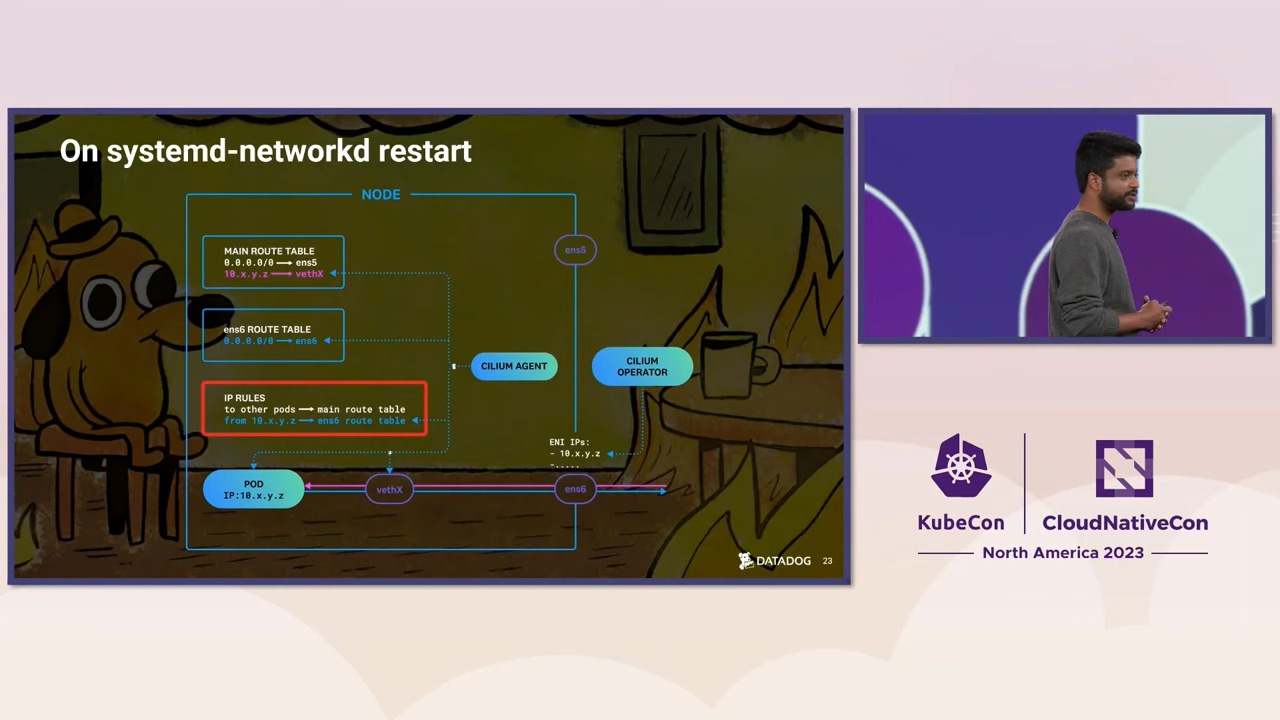 On systemd-networkd restart
NODE
MAIN ROUTE TABLE
0.0.0.0/0 → ens5
10.x.y.z → vethX
ens5
ens6 ROUTE TABLE
0.0.0.0/0 → ens6
CILIUM AGENT
CILIUM
OPERATOR
IP RULES
to other pods → main route table
from 10.x.y.z → ens6 route table
ENI IPs:
- 10.x.y.z
-.....
POD
IP:10.x.y.z
vethX
ens6
DATADOG
23
KubeCon
CloudNativeCon
North America 2023